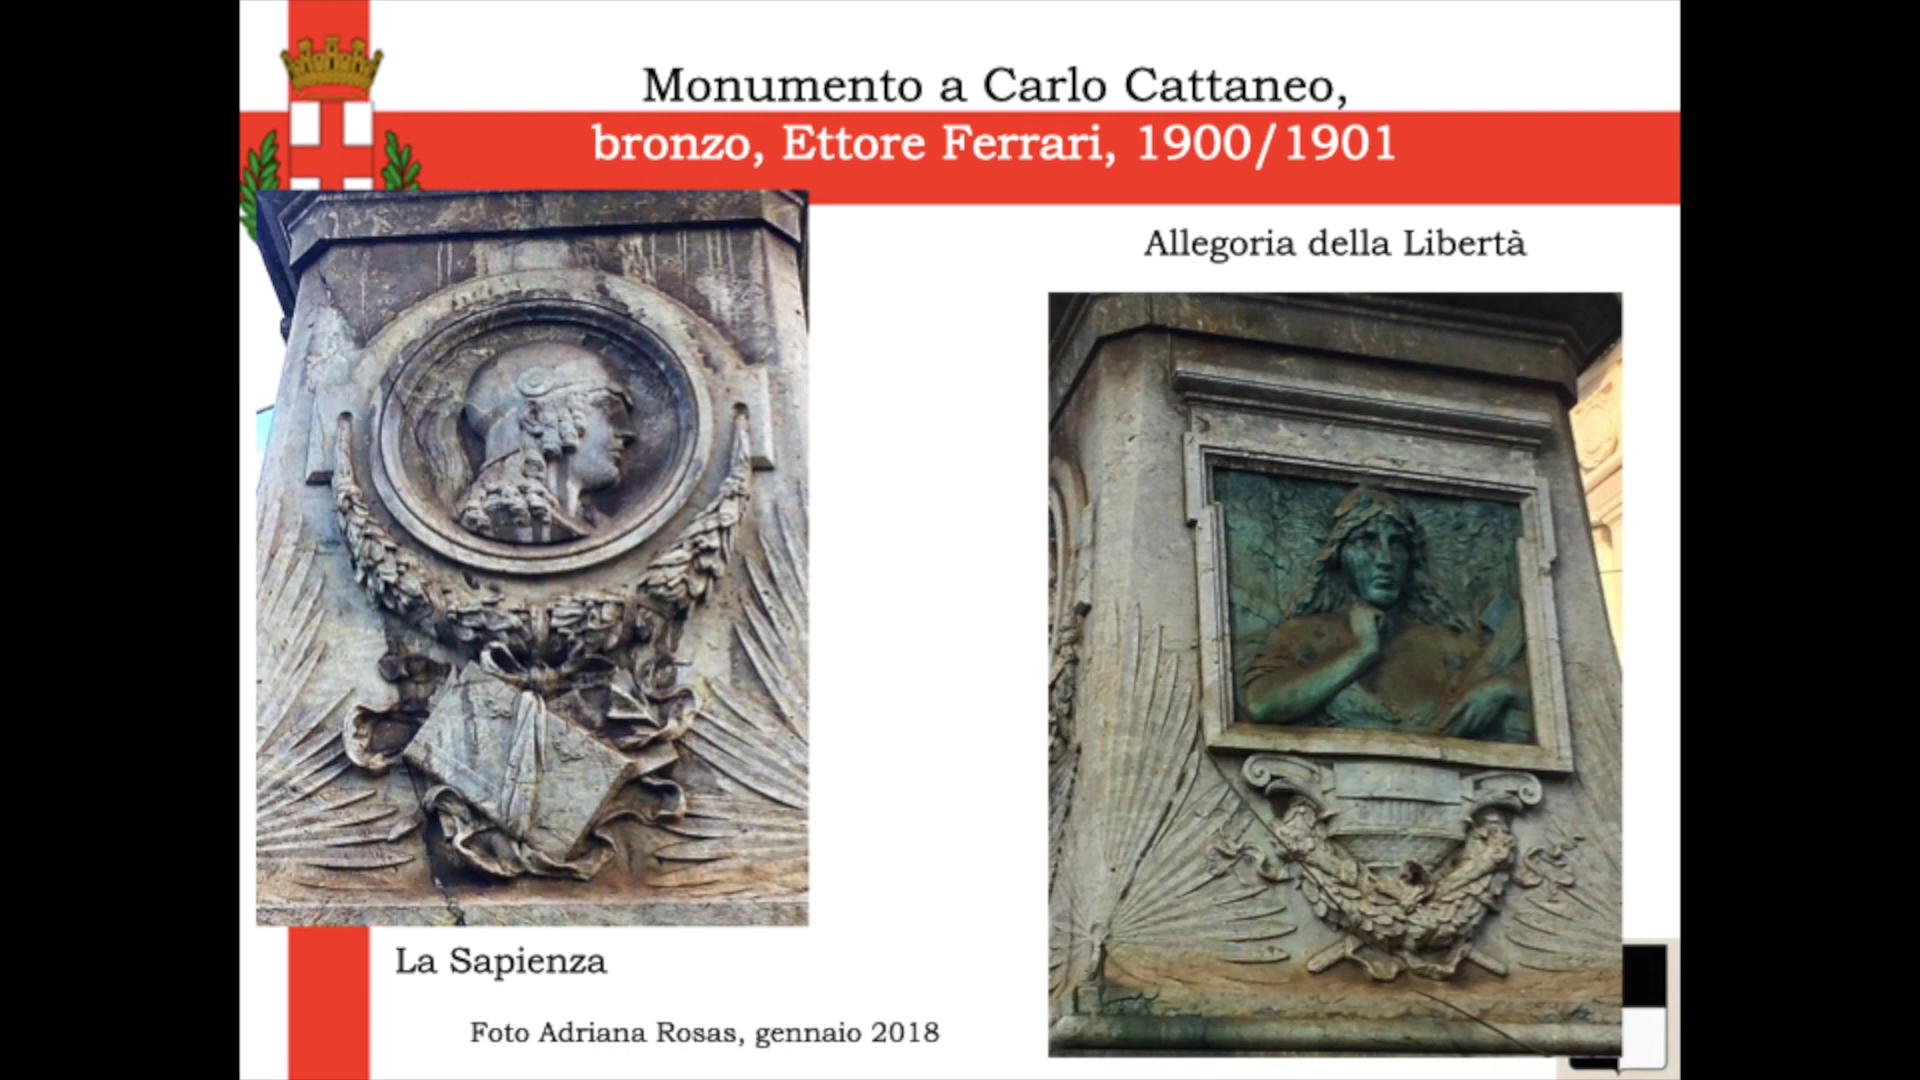 Monumento a Carlo Cattaneo,
bronzo, Ettore Ferrari, 1900/1901
Allegoria della Libertà
La Sapienza
Foto Adriana Rosas, gennaio 2018